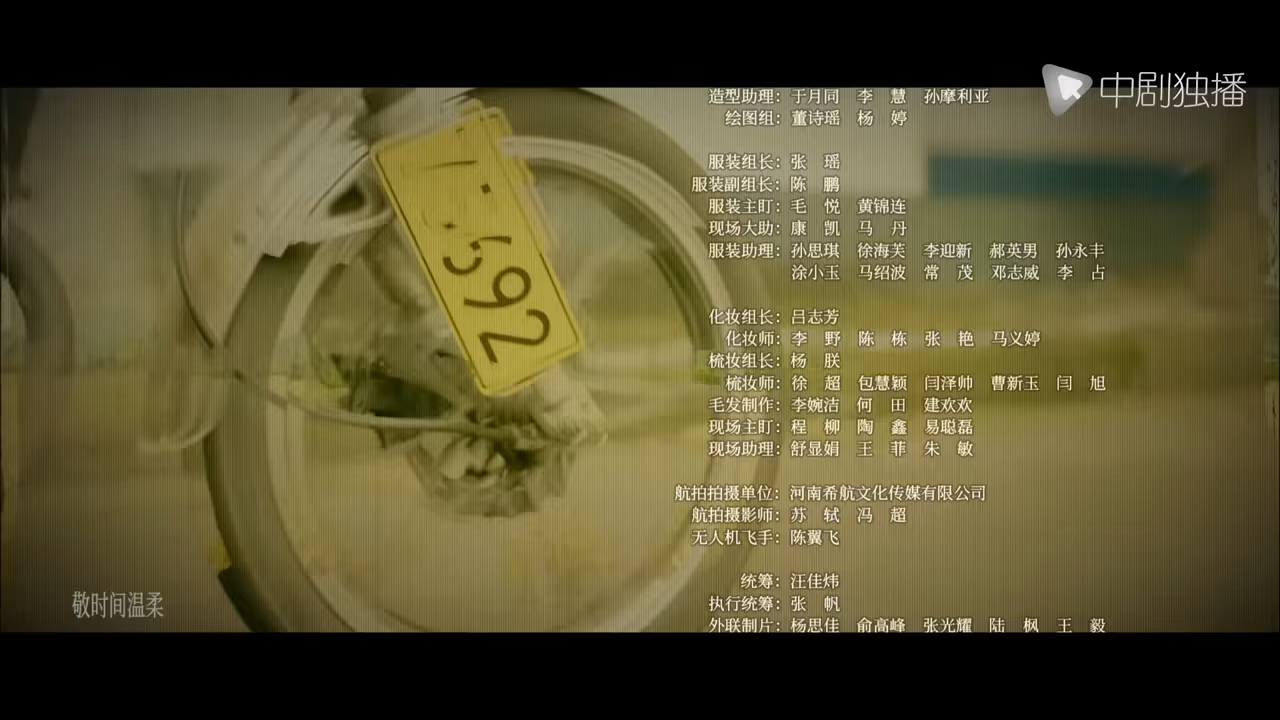 中剧独播
造型助理：于月同 李 慧 孙摩利亚
绘图组：董诗瑶 杨 婷
服装组长：张 瑶
服装副组长：陈 鹏
服装主盯：毛 悦 黄锦连
现场大助：康 凯 马 丹
服装助理：孙思琪 徐海芙 李迎新 郝英男 孙永丰
涂小玉 马绍波 常 茂 邓志威 李 占
化妆组长：吕志芳
化妆师：李 野 陈 栋 张 艳 马义婷
梳妆组长：杨 朕
梳妆师：徐 超 包慧颖 闫泽帅 曹新玉 闫 旭
毛发制作：李婉洁 何 田 建欢欢
现场主盯：程 柳 陶 鑫 易聪磊
现场助理：舒显娟 王 菲 朱 敏
航拍拍摄单位：河南希航文化传媒有限公司
航拍摄影师：苏 轼 冯 超
无人机飞手：陈翼飞
统筹：汪佳炜
执行统筹：张 帆
外联制片：杨思佳 俞高峰 张光耀 陆 枫 王 毅
敬时间温柔